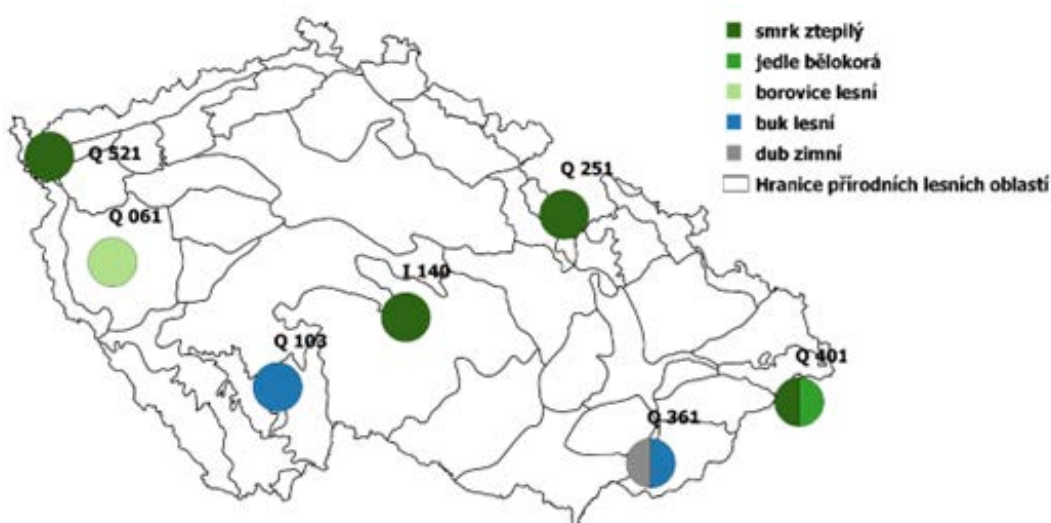 smrk ztepilý
jedle bělokorá
borovice lesní
buk lesní
dub zimní
Hranice přírodních lesních oblastí
Q 521
Q 251
Q 061
I 140
Q 103
Q 401
Q 361